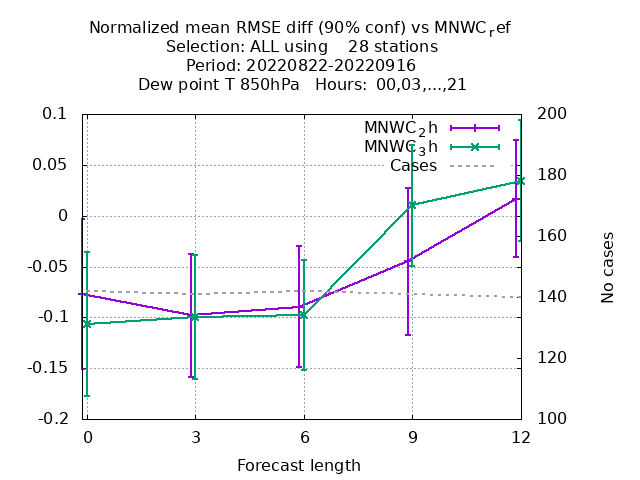 Normalized mean RMSE diff (90% conf) vs MNWC_ref
Selection: ALL using    28 stations
Period: 20220822-20220916
Dew point T 850hPa   Hours:  00,03,...,21
MNWC_2h
MNWC_3h
Cases
0.1
0.05
0
-0.05
-0.1
-0.15
-0.2
200
180
160
140
120
100
No cases
0 3 6 9 12
Forecast length